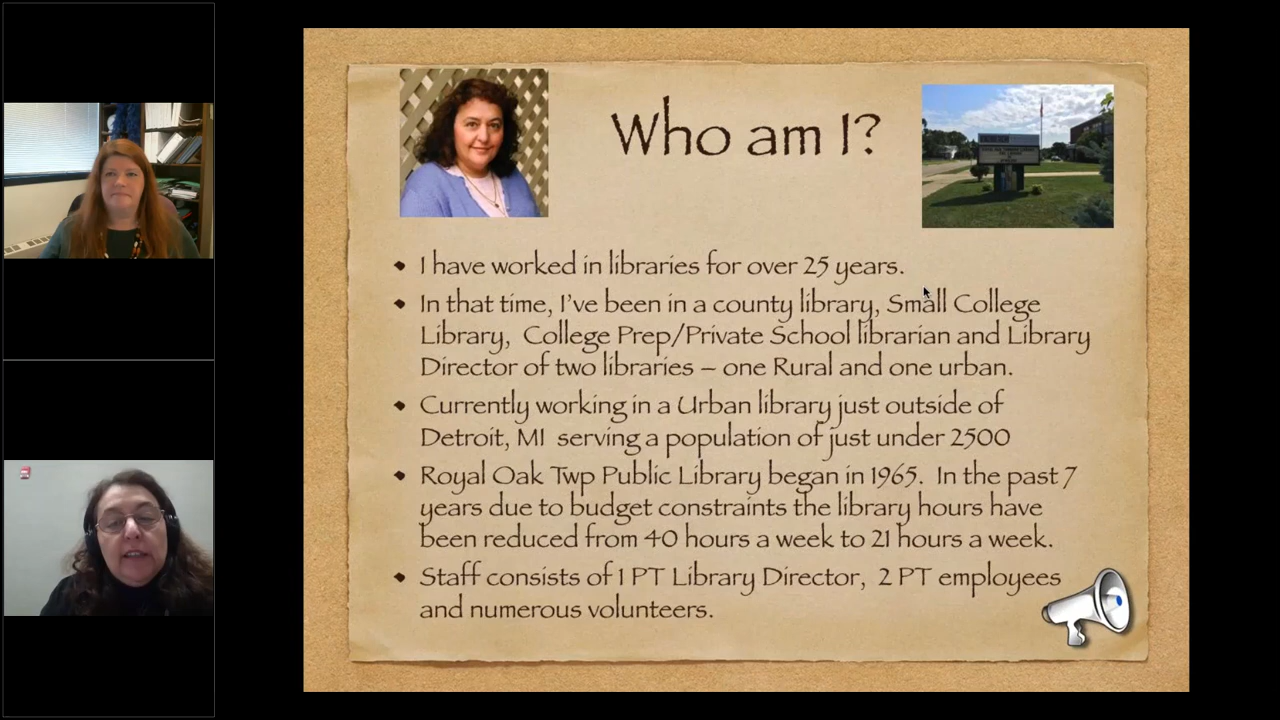 Who am I?
I have worked in libraries for over 25 years.
In that time, I've been in a county library, Small College
Library, College Prep/Private School librarian and Library
Director of two libraries – one Rural and one urban.
Currently working in a Urban library just outside of
Detroit, MI serving a population of just under 2500
Royal Oak Twp Public Library began in 1965. In the past 7
years due to budget constraints the library hours have
been reduced from 40 hours a week to 21 hours a week.
Staff consists of 1 PT Library Director, 2 PT employees
and numerous volunteers.